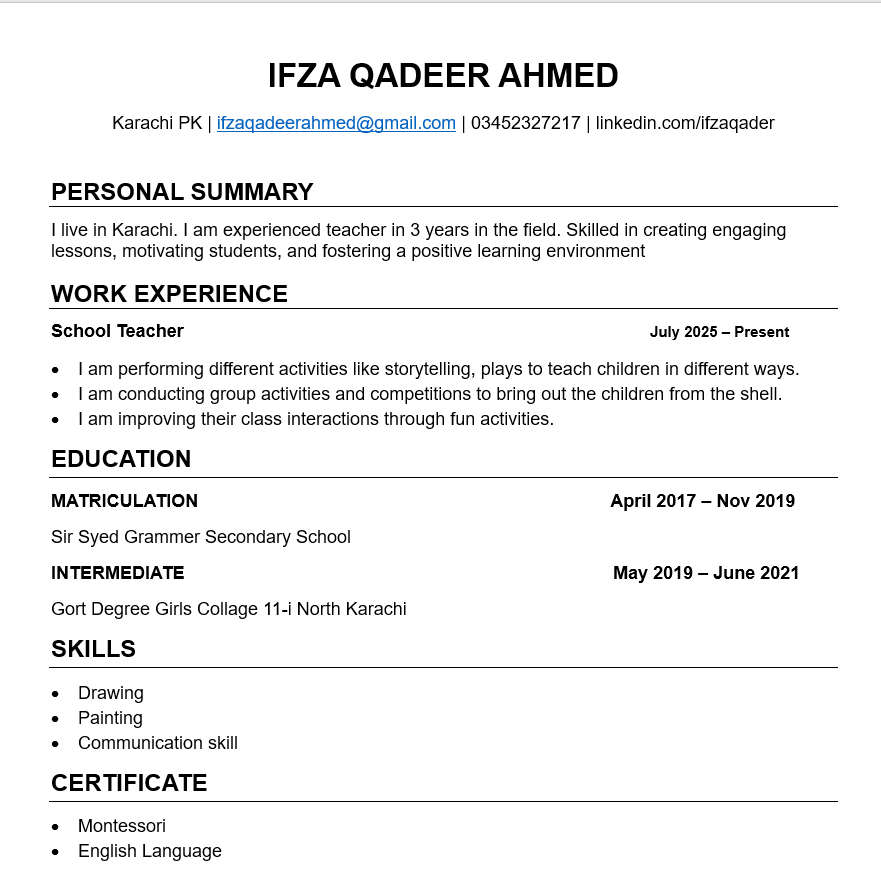 IFZA QADEER AHMED
Karachi PK | ifzaqadeerahmed@gmail.com | 03452327217 | linkedin.com/ifzaqader
PERSONAL SUMMARY
I live in Karachi. I am experienced teacher in 3 years in the field. Skilled in creating engaging
lessons, motivating students, and fostering a positive learning environment
WORK EXPERIENCE
School Teacher July 2025 – Present
• I am performing different activities like storytelling, plays to teach children in different ways.
• I am conducting group activities and competitions to bring out the children from the shell.
• I am improving their class interactions through fun activities.
EDUCATION
MATRICULATION April 2017 – Nov 2019
Sir Syed Grammer Secondary School
INTERMEDIATE May 2019 – June 2021
Gort Degree Girls Collage 11-i North Karachi
SKILLS
• Drawing
• Painting
• Communication skill
CERTIFICATE
• Montessori
• English Language